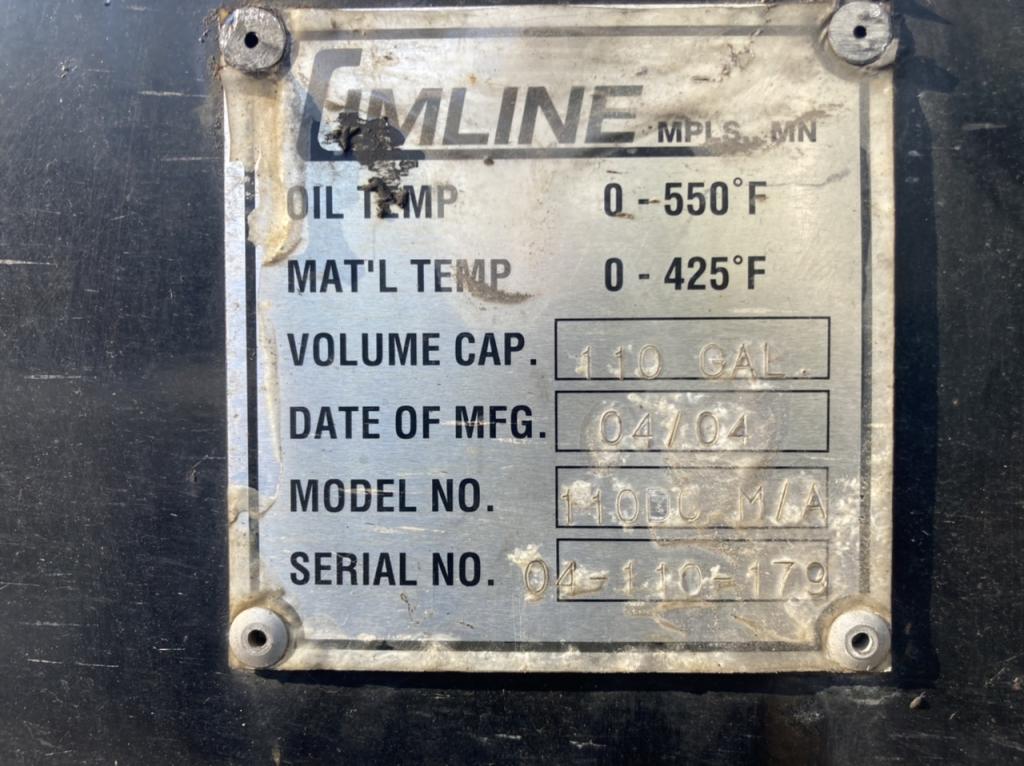 CIMLINE MPLS., MN
OIL TEMP 0 - 550°F
MAT'L TEMP 0 - 425°F
VOLUME CAP. 110 GAL.
DATE OF MFG. 04/04
MODEL NO. 110DC M/A
SERIAL NO. 04-110-179